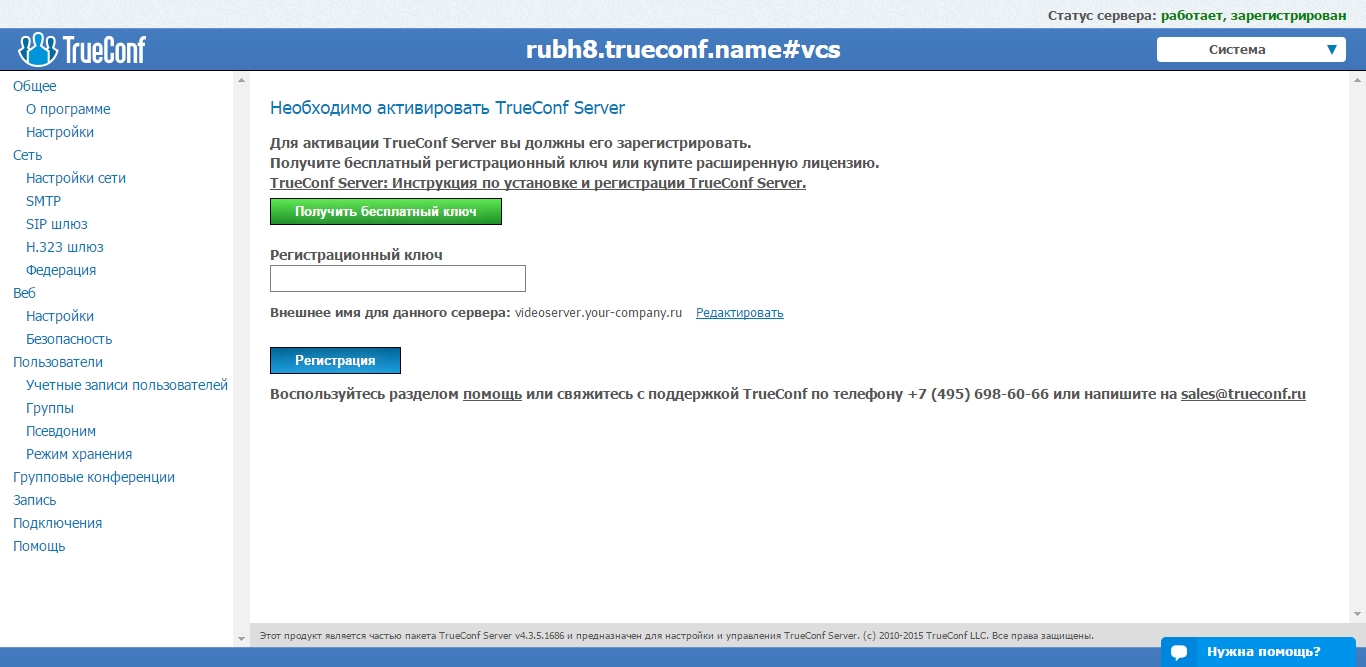 Статус сервера: работает, зарегистрирован
TrueConf
rubh8.trueconf.name#vcs
Система
Общее
О программе
Настройки
Сеть
Настройки сети
SMTP
SIP шлюз
H.323 шлюз
Федерация
Веб
Настройки
Безопасность
Пользователи
Учетные записи пользователей
Группы
Псевдоним
Режим хранения
Групповые конференции
Запись
Подключения
Помощь
Необходимо активировать TrueConf Server
Для активации TrueConf Server вы должны его зарегистрировать.
Получите бесплатный регистрационный ключ или купите расширенную лицензию.
TrueConf Server: Инструкция по установке и регистрации TrueConf Server.
Получить бесплатный ключ
Регистрационный ключ
Внешнее имя для данного сервера: videoserver.your-company.ru Редактировать
Регистрация
Воспользуйтесь разделом помощь или свяжитесь с поддержкой TrueConf по телефону +7 (495) 698-60-66 или напишите на sales@trueconf.ru
Этот продукт является частью пакета TrueConf Server v4.3.5.1686 и предназначен для настройки и управления TrueConf Server. (c) 2010-2015 TrueConf LLC. Все права защищены.
Нужна помощь?